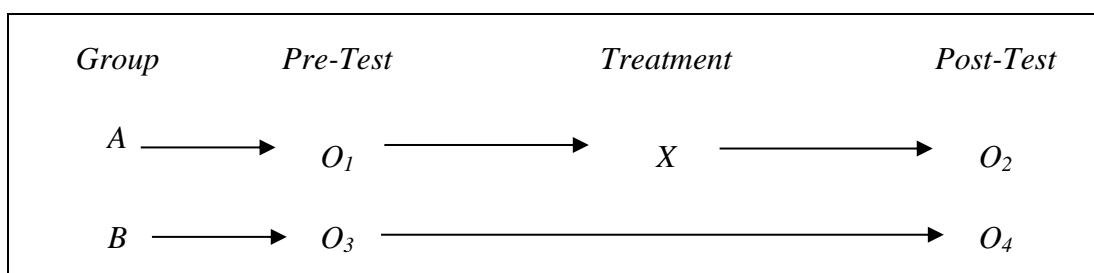 Group Pre-Test Treatment Post-Test
A O₁ X O₂
B O₃ O₄